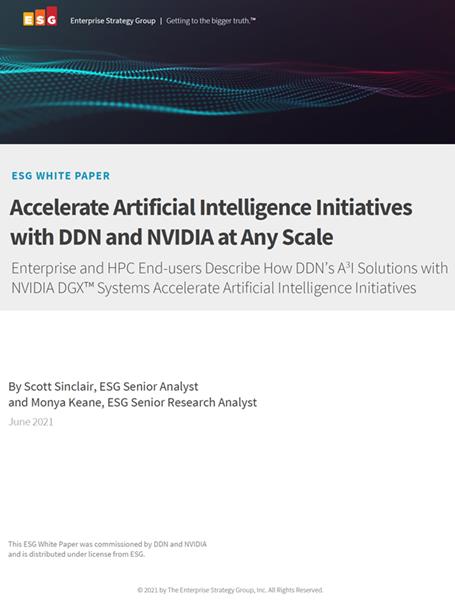 ESG Enterprise Strategy Group | Getting to the bigger truth.™
ESG WHITE PAPER
Accelerate Artificial Intelligence Initiatives
with DDN and NVIDIA at Any Scale
Enterprise and HPC End-users Describe How DDN's A³I Solutions with
NVIDIA DGX™ Systems Accelerate Artificial Intelligence Initiatives
By Scott Sinclair, ESG Senior Analyst
and Monya Keane, ESG Senior Research Analyst
June 2021
This ESG White Paper was commissioned by DDN and NVIDIA
and is distributed under license from ESG.
© 2021 by The Enterprise Strategy Group, Inc. All Rights Reserved.